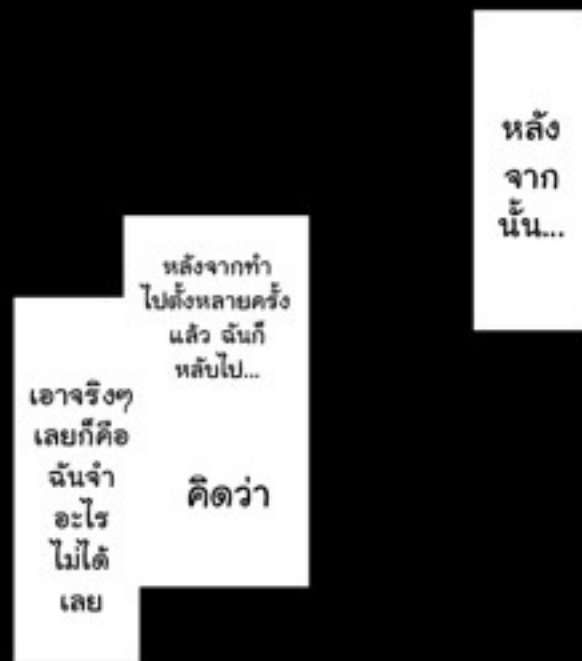 หลัง
จาก
นั้น...
หลังจากทำ
ไปตั้งหลายครั้ง
แล้ว ฉันก็
หลับไป...
คิดว่า
เอาจริงๆ
เลยก็คือ
ฉันจำ
อะไร
ไม่ได้
เลย